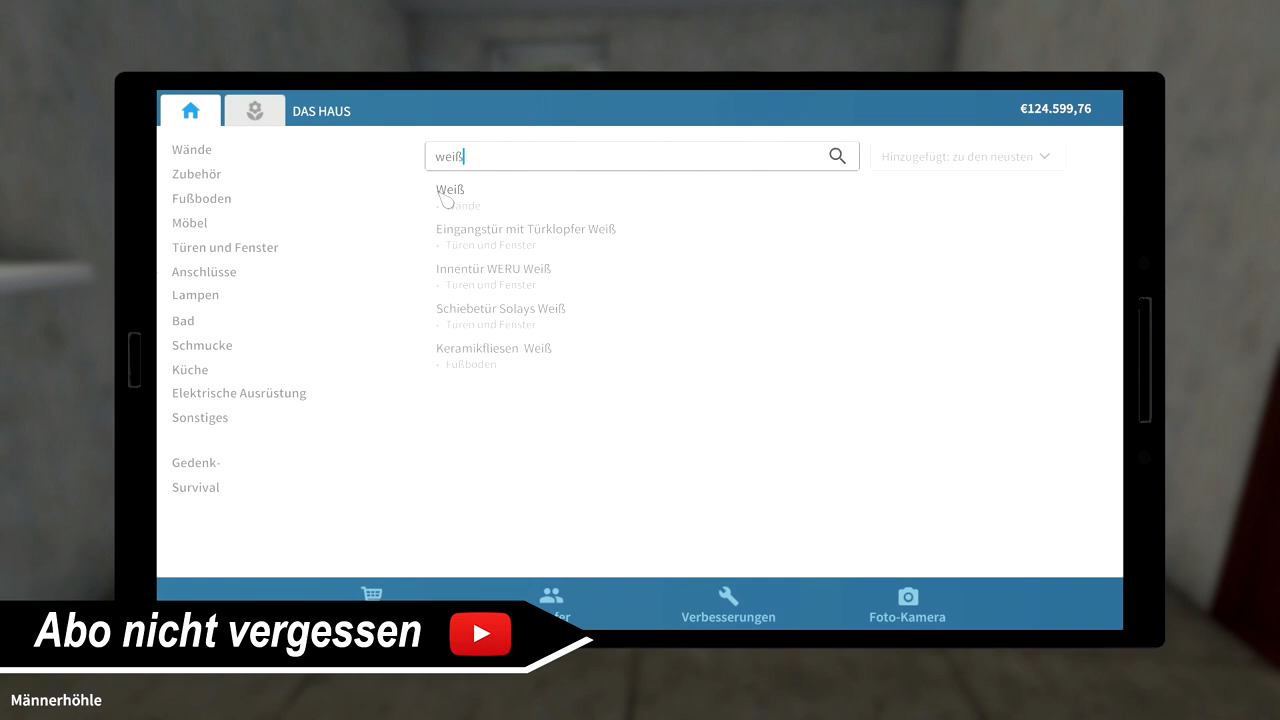 DAS HAUS
€124.599,76
Wände
Zubehör
Fußboden
Möbel
Türen und Fenster
Anschlüsse
Lampen
Bad
Schmucke
Küche
Elektrische Ausrüstung
Sonstiges
Gedenk-
Survival
weiß
Hinzugefügt: zu den neusten
Weiß
Eingangstür mit Türklopfer Weiß
• Türen und Fenster
Innentür WERU Weiß
• Türen und Fenster
Schiebetür Solays Weiß
• Türen und Fenster
Keramikfliesen Weiß
• Fußboden
Verbesserungen
Foto-Kamera
Abo nicht vergessen
Männerhöhle